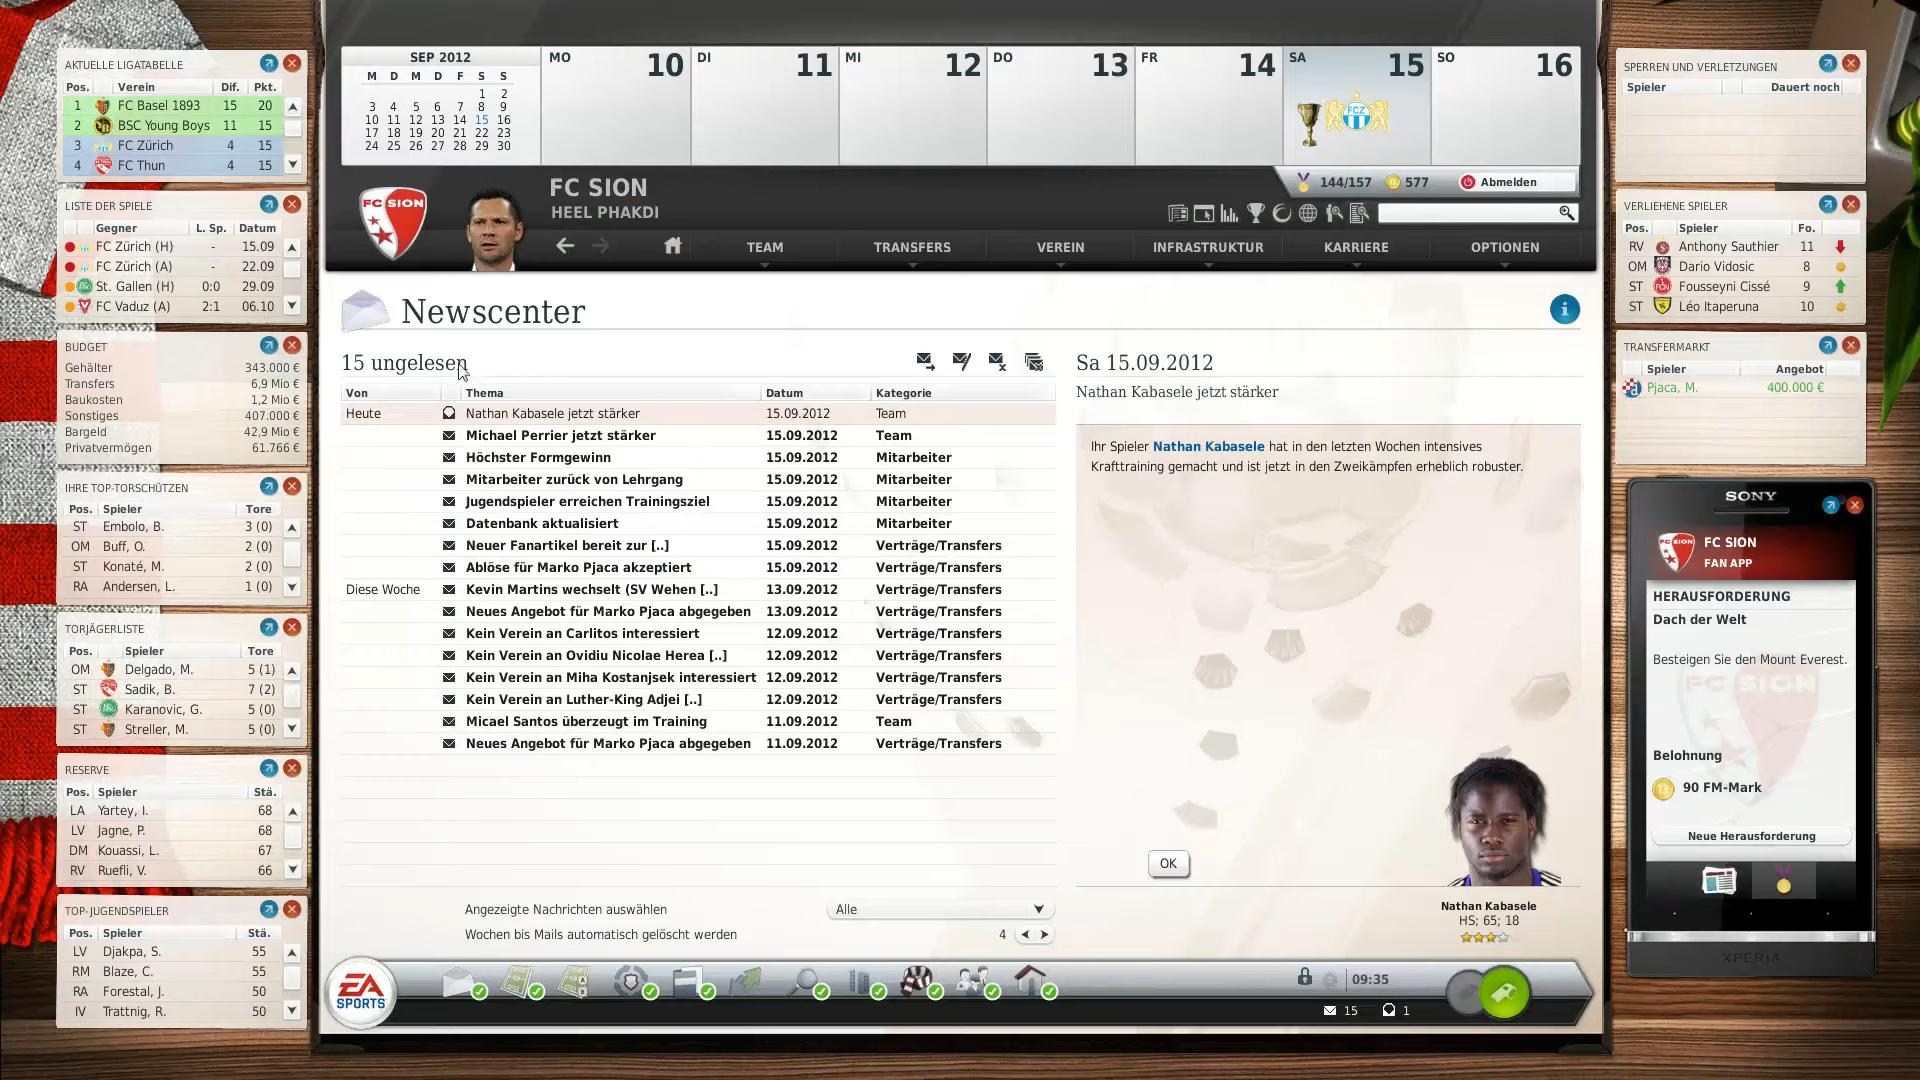 AKTUELLE LIGATABELLE
Pos. Verein Dif. Pkt.
1 FC Basel 1893 15 20
2 BSC Young Boys 11 15
3 FC Zürich 4 15
4 FC Thun 4 15
LISTE DER SPIELE
Gegner L. Sp. Datum
FC Zürich (H) - 15.09
FC Zürich (A) - 22.09
St. Gallen (H) 0:0 29.09
FC Vaduz (A) 2:1 06.10
BUDGET
Gehälter 343.000 €
Transfers 6,9 Mio €
Baukosten 1,2 Mio €
Sonstiges 407.000 €
Bargeld 42,9 Mio €
Privatvermögen 61.766 €
IHRE TOP-TORSCHÜTZEN
Pos. Spieler Tore
ST Embolo, B. 3 (0)
OM Buff, O. 2 (0)
ST Konaté, M. 2 (0)
RA Andersen, L. 1 (0)
TORJÄGERLISTE
Pos. Spieler Tore
OM Delgado, M. 5 (1)
ST Sadik, B. 7 (2)
ST Karanovic, G. 5 (0)
ST Streller, M. 5 (0)
RESERVE
Pos. Spieler Stä.
LA Yartey, I. 68
LV Jagne, P. 68
DM Kouassi, L. 67
RV Ruefli, V. 66
TOP-JUGENDSPIELER
Pos. Spieler Stä.
LV Djakpa, S. 55
RM Blaze, C. 55
RA Forestal, J. 50
IV Trattnig, R. 50
SEP 2012
M D M D F S S
1 2
3 4 5 6 7 8 9
10 11 12 13 14 15 16
17 18 19 20 21 22 23
24 25 26 27 28 29 30
MO 10 DI 11 MI 12 DO 13 FR 14 SA 15 SO 16
FCZ
FC SION
FC SION
HEEL PHAKDI
144/157 577 Abmelden
TEAM TRANSFERS VEREIN INFRASTRUKTUR KARRIERE OPTIONEN
Newscenter
15 ungelesen
Von Thema Datum Kategorie
Heute Nathan Kabasele jetzt stärker 15.09.2012 Team
Michael Perrier jetzt stärker 15.09.2012 Team
Höchster Formgewinn 15.09.2012 Mitarbeiter
Mitarbeiter zurück von Lehrgang 15.09.2012 Mitarbeiter
Jugendspieler erreichen Trainingsziel 15.09.2012 Mitarbeiter
Datenbank aktualisiert 15.09.2012 Mitarbeiter
Neuer Fanartikel bereit zur [..] 15.09.2012 Verträge/Transfers
Ablöse für Marko Pjaca akzeptiert 15.09.2012 Verträge/Transfers
Diese Woche Kevin Martins wechselt (SV Wehen [..] 13.09.2012 Verträge/Transfers
Neues Angebot für Marko Pjaca abgegeben 13.09.2012 Verträge/Transfers
Kein Verein an Carlitos interessiert 12.09.2012 Verträge/Transfers
Kein Verein an Ovidiu Nicolae Herea [..] 12.09.2012 Verträge/Transfers
Kein Verein an Miha Kostanjsek interessiert 12.09.2012 Verträge/Transfers
Kein Verein an Luther-King Adjei [..] 12.09.2012 Verträge/Transfers
Micael Santos überzeugt im Training 11.09.2012 Team
Neues Angebot für Marko Pjaca abgegeben 11.09.2012 Verträge/Transfers
Angezeigte Nachrichten auswählen Alle
Wochen bis Mails automatisch gelöscht werden 4
Sa 15.09.2012
Nathan Kabasele jetzt stärker
Ihr Spieler Nathan Kabasele hat in den letzten Wochen intensives
Krafttraining gemacht und ist jetzt in den Zweikämpfen erheblich robuster.
OK
Nathan Kabasele
HS; 65; 18
EA
SPORTS
09:35
15 1
SPERREN UND VERLETZUNGEN
Spieler Dauert noch
VERLIEHENE SPIELER
Pos. Spieler Fo.
RV Anthony Sauthier 11
OM Dario Vidosic 8
ST Fousseyni Cissé 9
ST Léo Itaperuna 10
TRANSFERMARKT
Spieler Angebot
Pjaca, M. 400.000 €
SONY
FC SION
FC SION
FAN APP
HERAUSFORDERUNG
Dach der Welt
Besteigen Sie den Mount Everest.
FC SION
Belohnung
90 FM-Mark
Neue Herausforderung
XPERIA